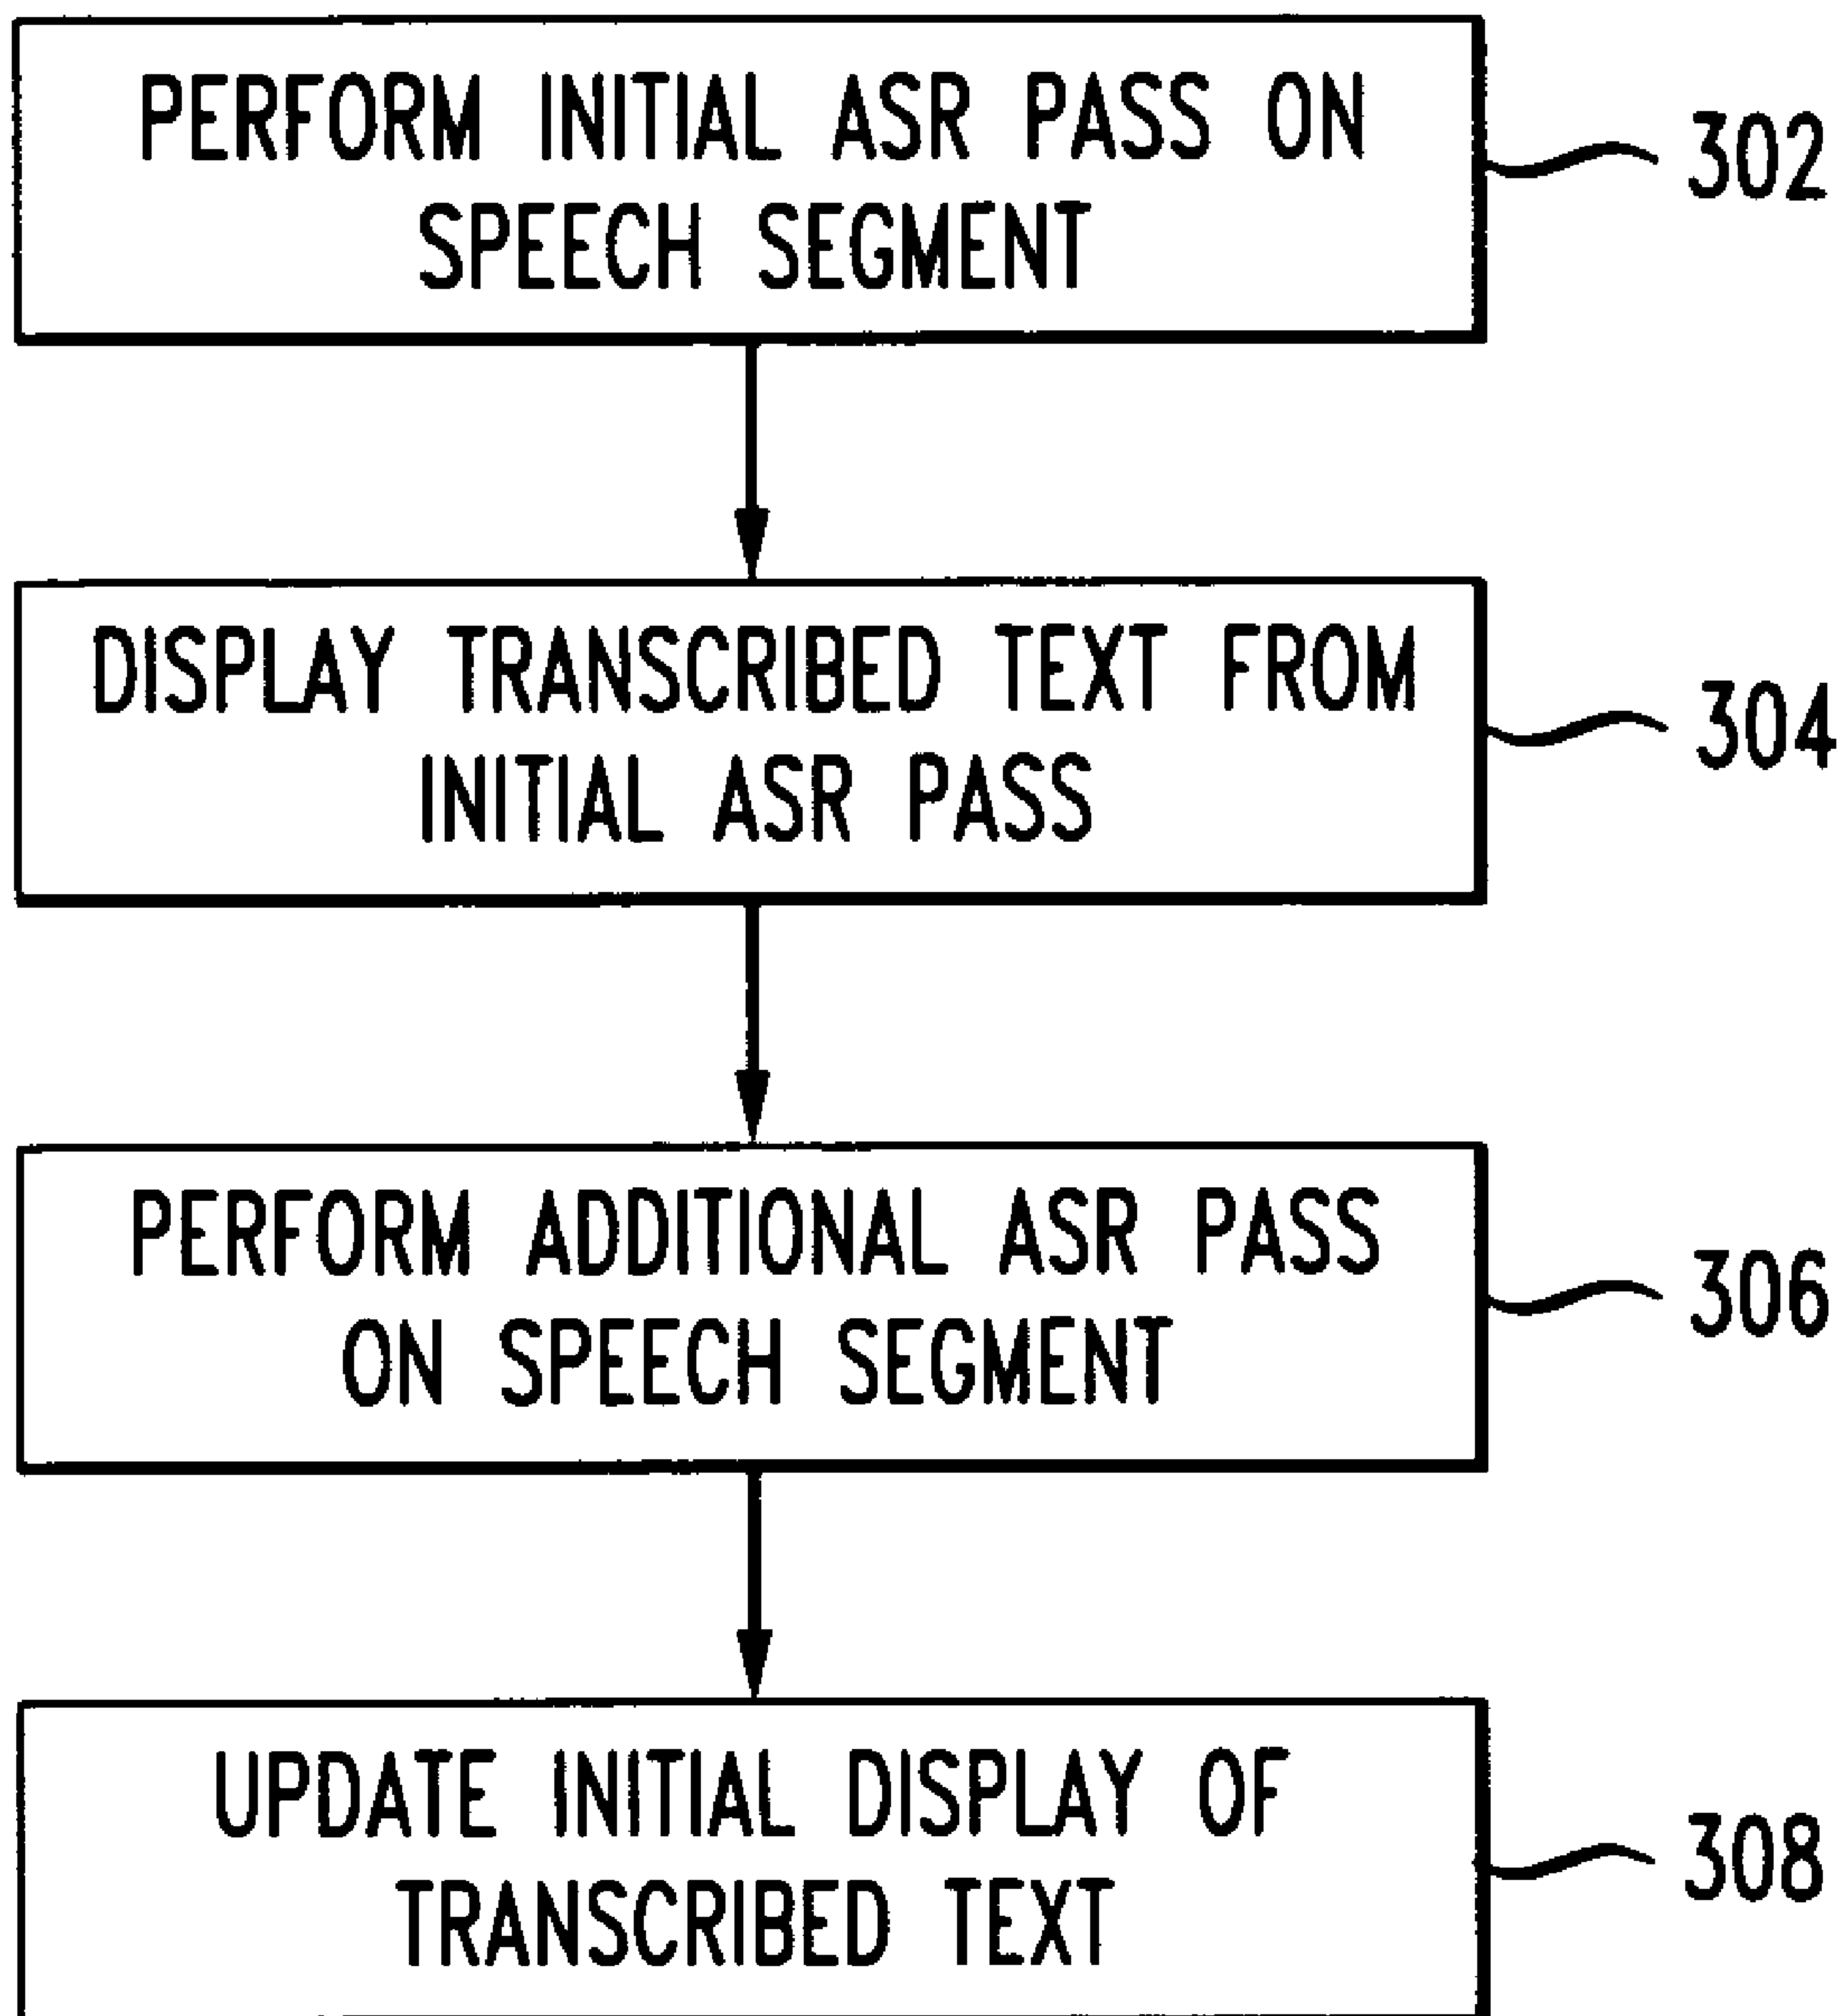 PERFORM INITIAL ASR PASS ON
SPEECH SEGMENT
302
DISPLAY TRANSCRIBED TEXT FROM
INITIAL ASR PASS
304
PERFORM ADDITIONAL ASR PASS
ON SPEECH SEGMENT
306
UPDATE INITIAL DISPLAY OF
TRANSCRIBED TEXT
308